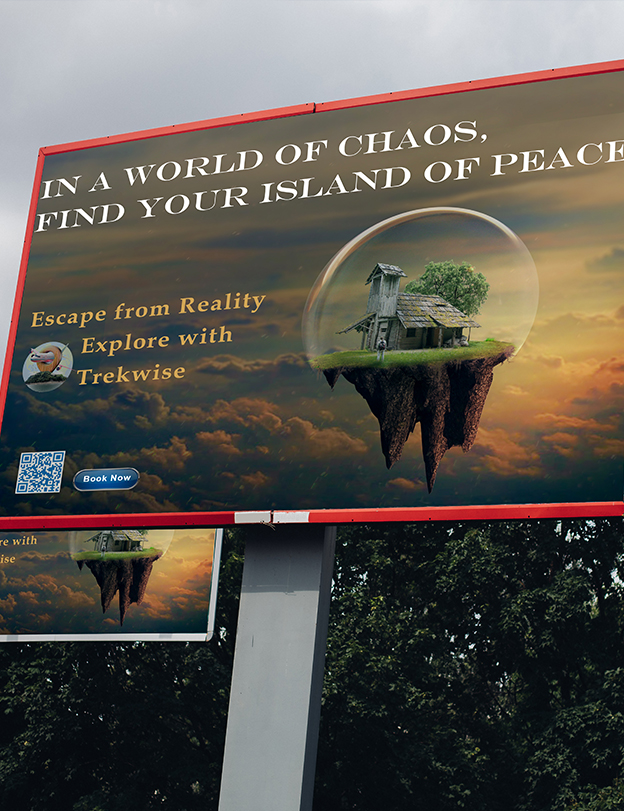 IN A WORLD OF CHAOS,
FIND YOUR ISLAND OF PEACE
Escape from Reality
Explore with
Trekwise
Book Now
re with
ise